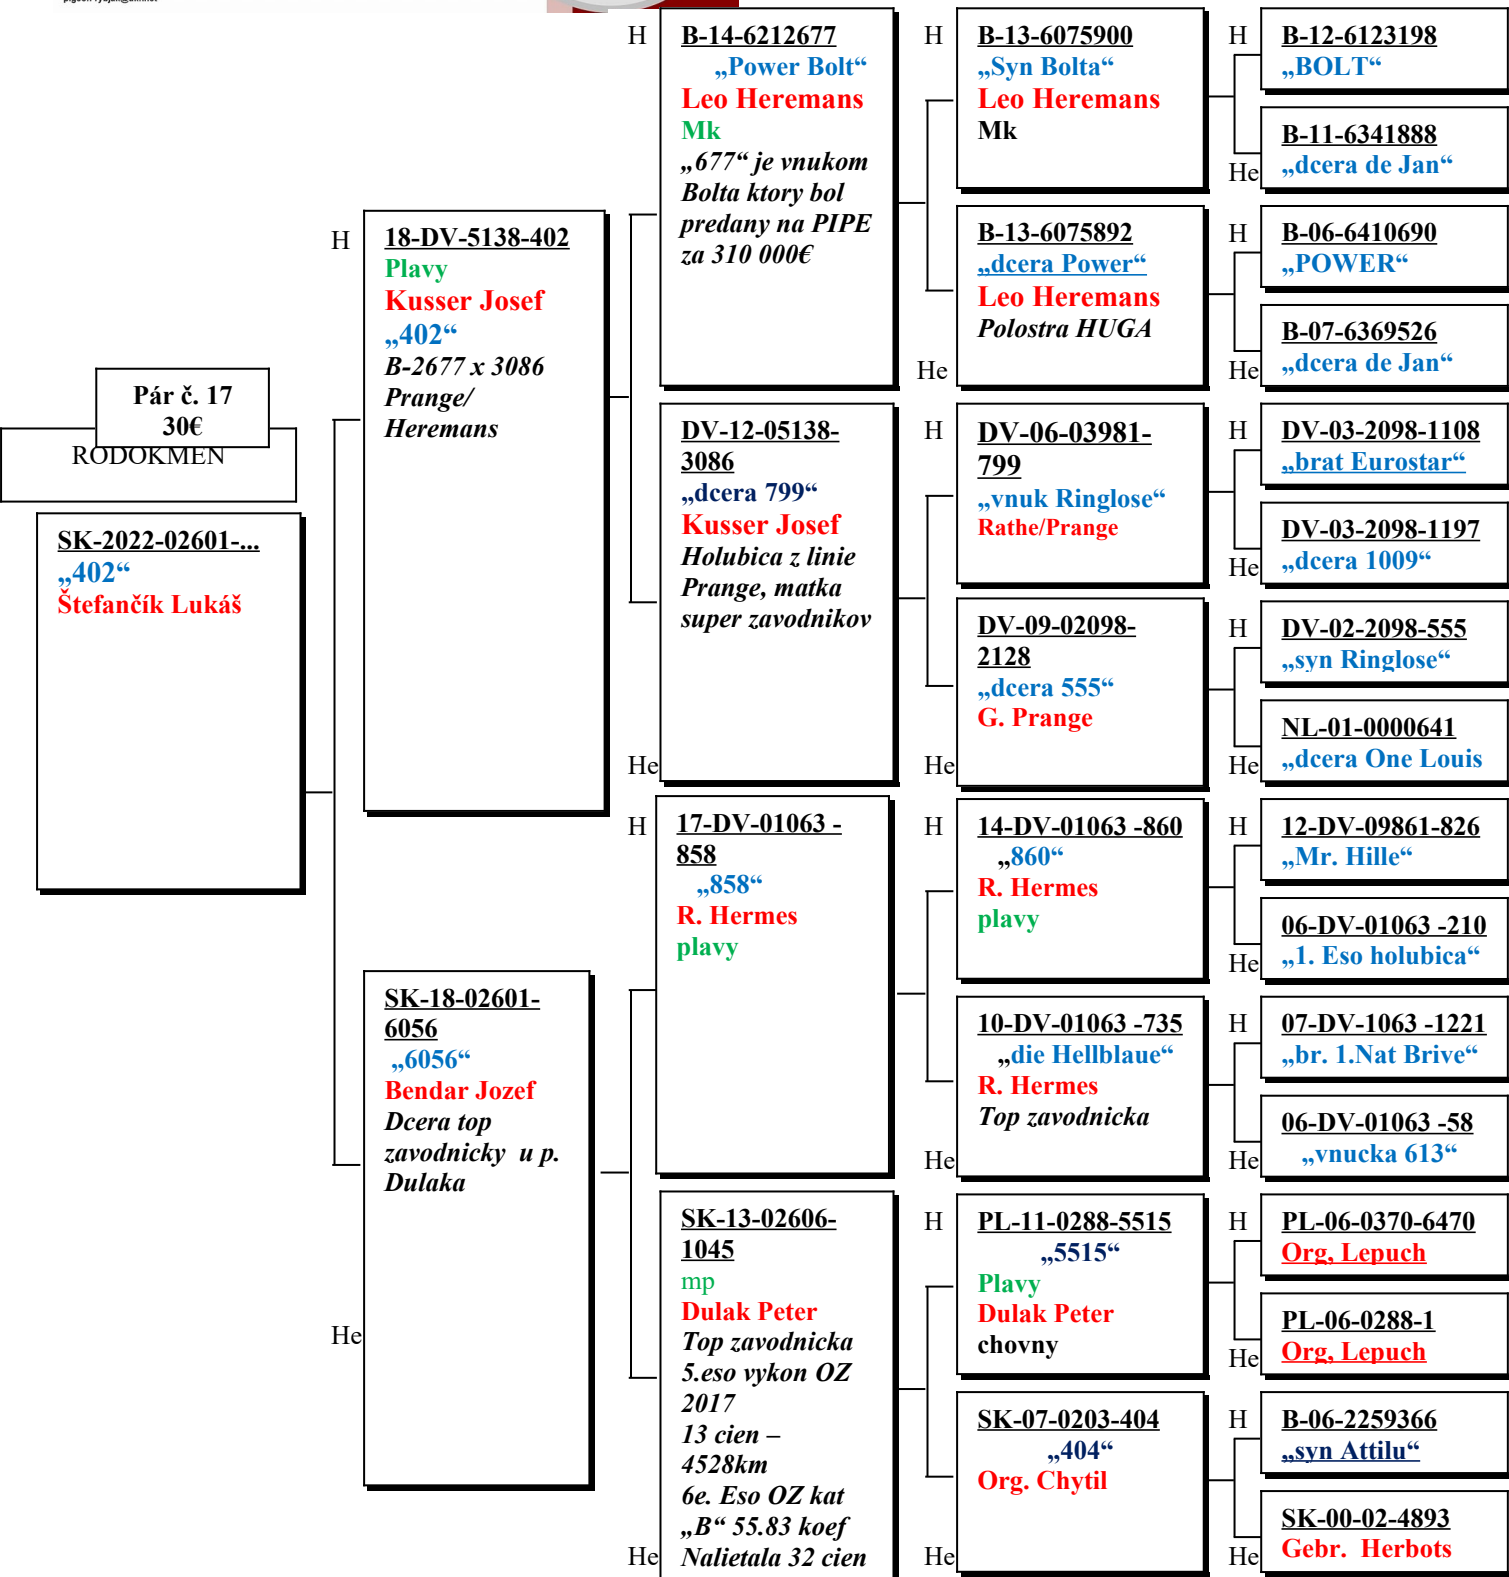 Pár č. 17
30€
RODOKMEN
SK-2022-02601-...
„402“
Štefančík Lukáš
H
18-DV-5138-402
Plavy
Kusser Josef
„402“
B-2677 x 3086
Prange/
Heremans
He
SK-18-02601-
6056
„6056“
Bendar Jozef
Dcera top
zavodnicky u p.
Dulaka
H
B-14-6212677
„Power Bolt“
Leo Heremans
Mk
„677“ je vnukom
Bolta ktory bol
predany na PIPE
za 310 000€
He
DV-12-05138-
3086
„dcera 799“
Kusser Josef
Holubica z linie
Prange, matka
super zavodnikov
H
17-DV-01063 -
858
„858“
R. Hermes
plavy
He
SK-13-02606-
1045
mp
Dulak Peter
Top zavodnicka
5.eso vykon OZ
2017
13 cien –
4528km
6e. Eso OZ kat
„B“ 55.83 koef
Nalietala 32 cien
H
B-13-6075900
„Syn Bolta“
Leo Heremans
Mk
He
B-13-6075892
„dcera Power“
Leo Heremans
Polostra HUGA
H
DV-06-03981-
799
„vnuk Ringlose“
Rathe/Prange
He
DV-09-02098-
2128
„dcera 555“
G. Prange
H
14-DV-01063 -860
„860“
R. Hermes
plavy
He
10-DV-01063 -735
„die Hellblaue“
R. Hermes
Top zavodnicka
H
PL-11-0288-5515
„5515“
Plavy
Dulak Peter
chovny
He
SK-07-0203-404
„404“
Org. Chytil
H
B-12-6123198
„BOLT“
He
B-11-6341888
„dcera de Jan“
H
B-06-6410690
„POWER“
He
B-07-6369526
„dcera de Jan“
H
DV-03-2098-1108
„brat Eurostar“
He
DV-03-2098-1197
„dcera 1009“
H
DV-02-2098-555
„syn Ringlose“
He
NL-01-0000641
„dcera One Louis
H
12-DV-09861-826
„Mr. Hille“
He
06-DV-01063 -210
„1. Eso holubica“
H
07-DV-1063 -1221
„br. 1.Nat Brive“
He
06-DV-01063 -58
„vnucka 613“
H
PL-06-0370-6470
Org, Lepuch
He
PL-06-0288-1
Org, Lepuch
H
B-06-2259366
„syn Attilu“
He
SK-00-02-4893
Gebr. Herbots